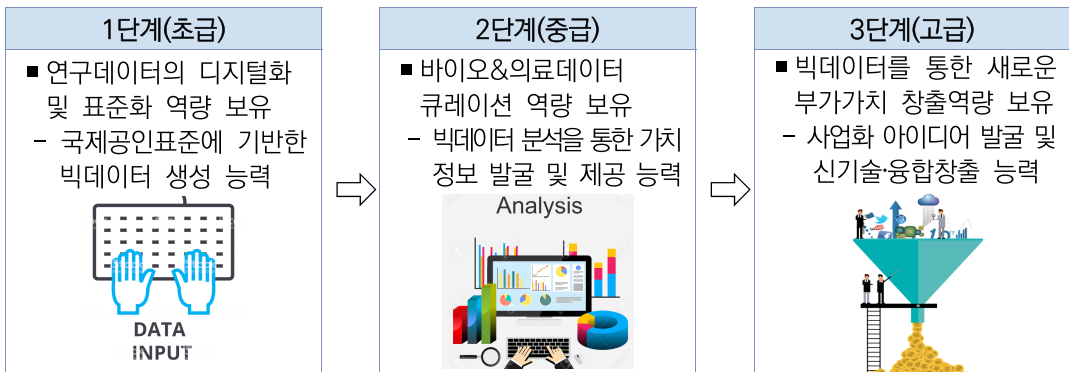 1단계(초급)
■ 연구데이터의 디지털화
및 표준화 역량 보유
- 국제공인표준에 기반한
빅데이터 생성 능력
DATA
INPUT
2단계(중급)
■ 바이오&의료데이터
큐레이션 역량 보유
- 빅데이터 분석을 통한 가치
정보 발굴 및 제공 능력
Analysis
3단계(고급)
■ 빅데이터를 통한 새로운
부가가치 창출역량 보유
- 사업화 아이디어 발굴 및
신기술·융합창출 능력